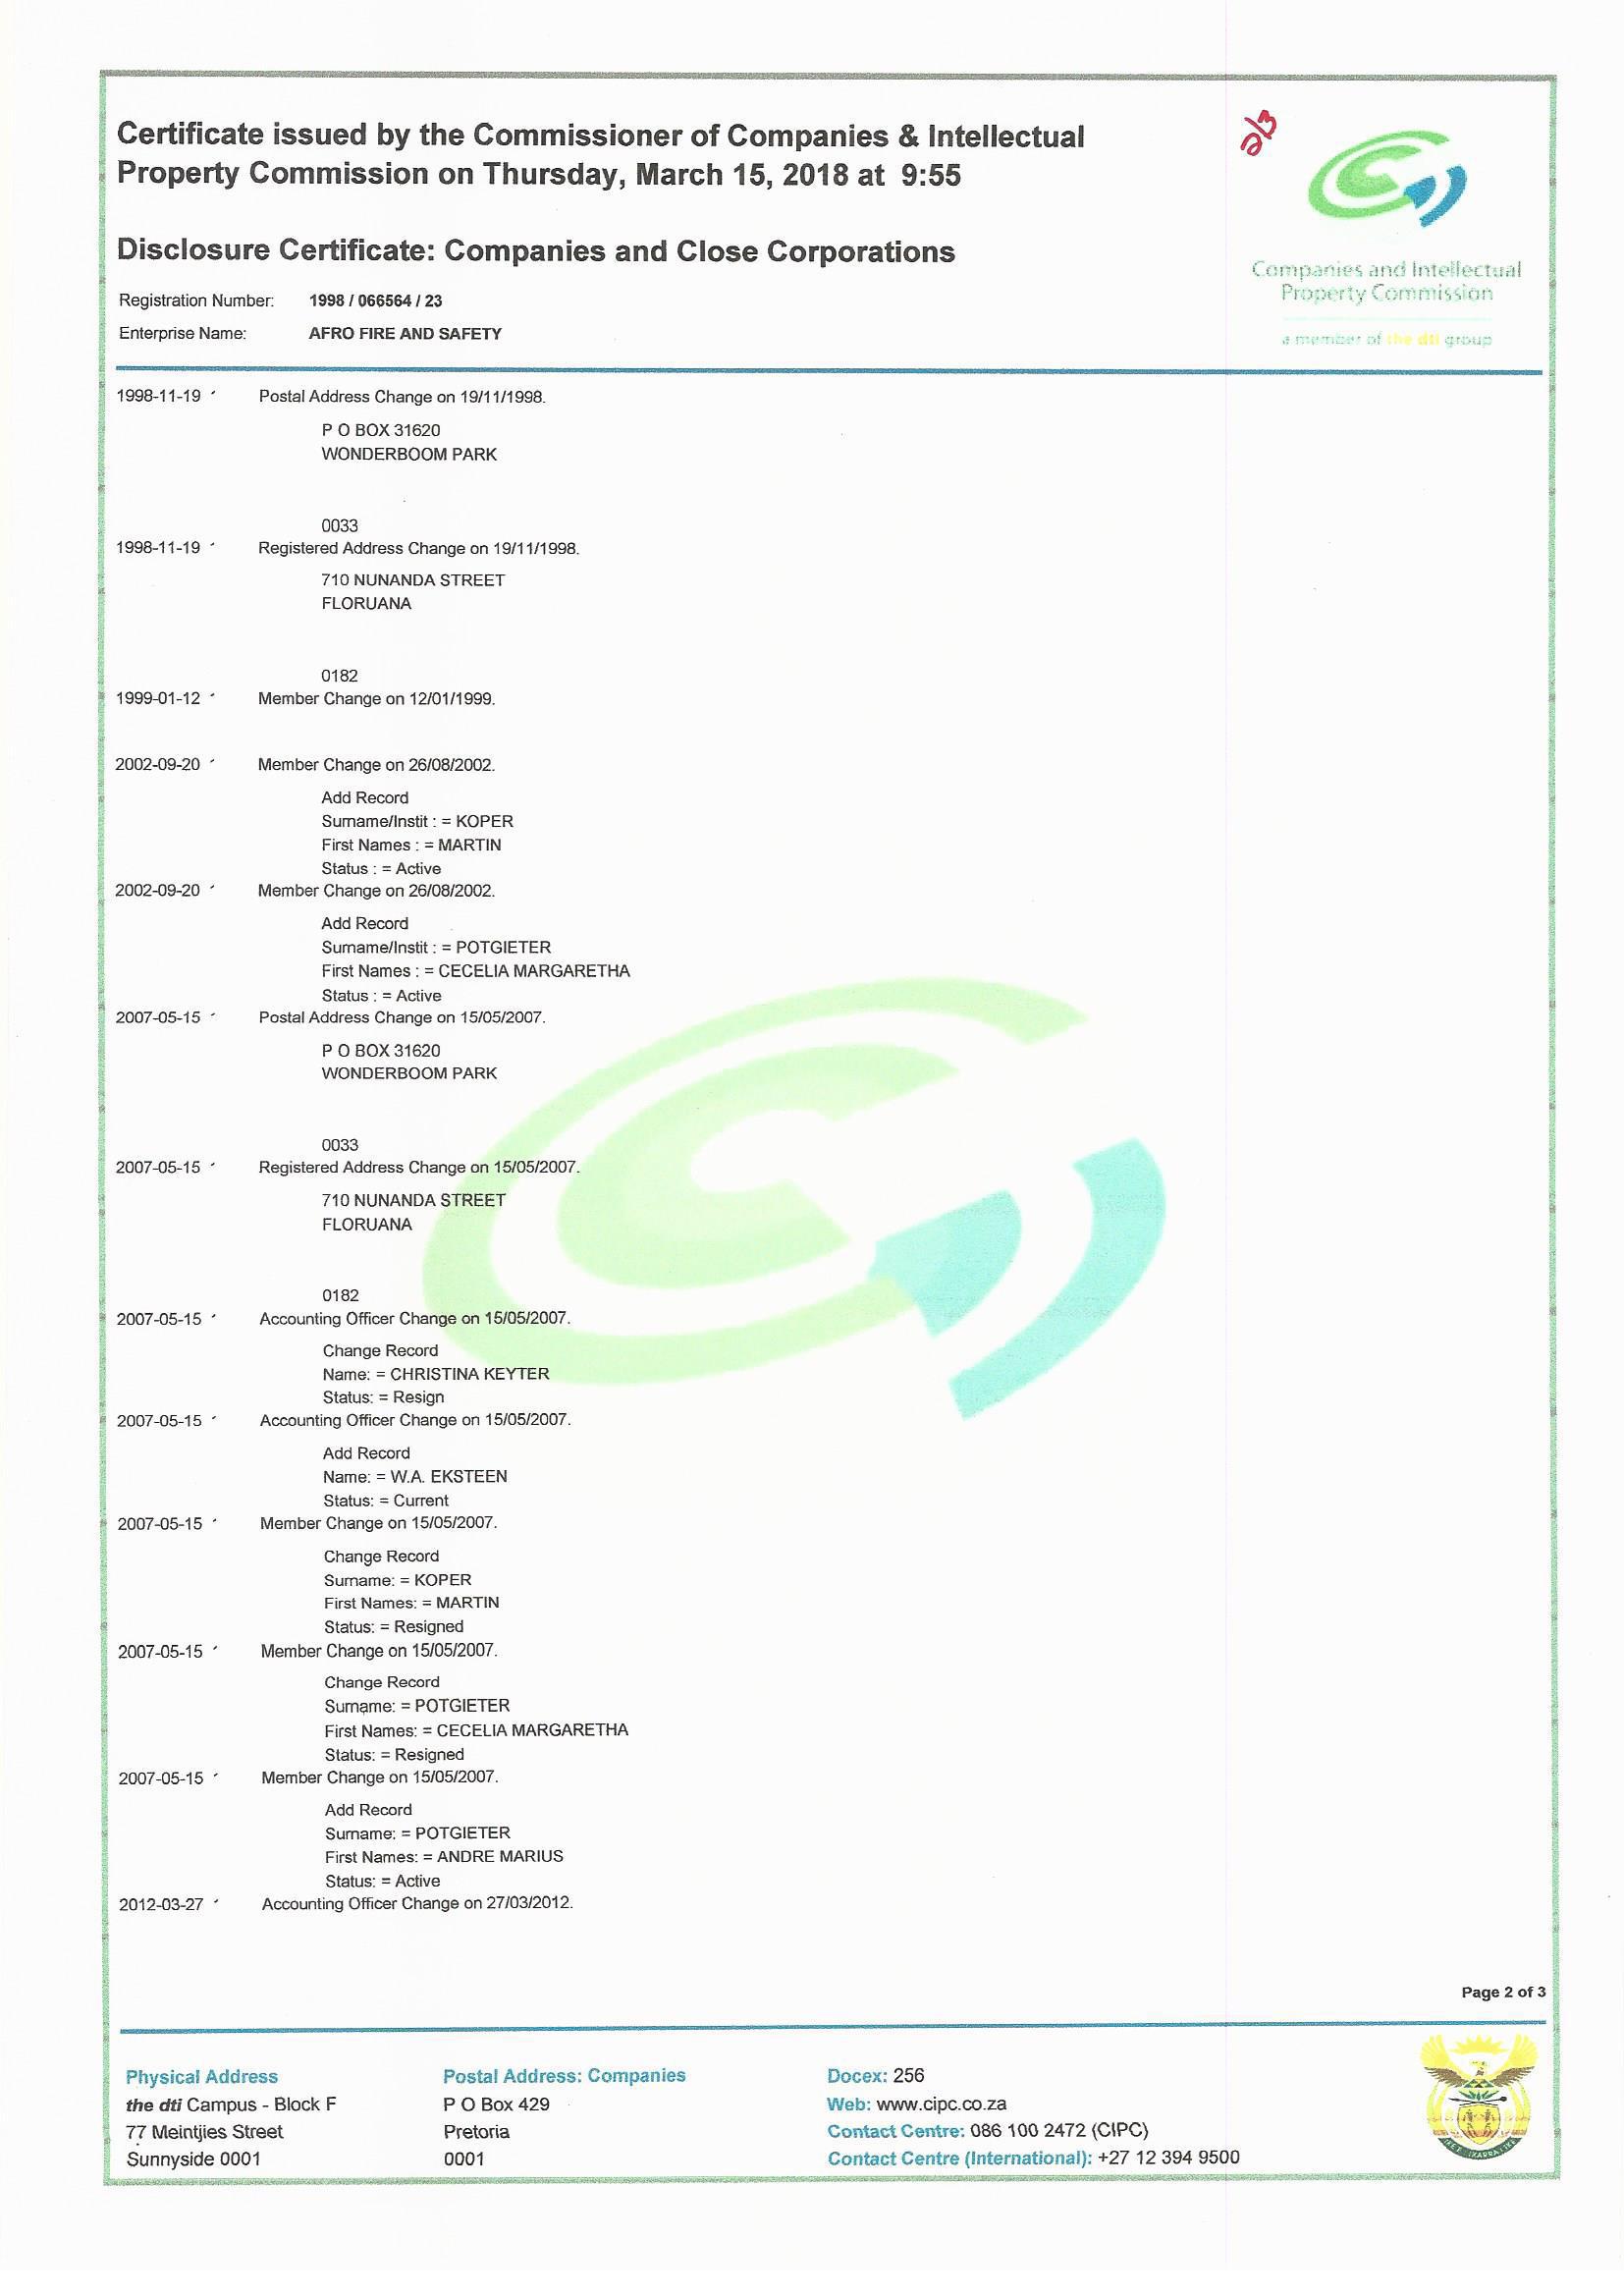 Certificate issued by the Commissioner of Companies & Intellectual
Property Commission on Thursday, March 15, 2018 at 9:55
Disclosure Certificate: Companies and Close Corporations
Registration Number: 1998 / 066564 / 23
Enterprise Name: AFRO FIRE AND SAFETY
2/3
Companies and Intellectual
Property Commission
a member of the dti group
1998-11-19 Postal Address Change on 19/11/1998.
P O BOX 31620
WONDERBOOM PARK
0033
1998-11-19 Registered Address Change on 19/11/1998.
710 NUNANDA STREET
FLORUANA
0182
1999-01-12 Member Change on 12/01/1999.
2002-09-20 Member Change on 26/08/2002.
Add Record
Surname/Instit : = KOPER
First Names : = MARTIN
Status : = Active
2002-09-20 Member Change on 26/08/2002.
Add Record
Surname/Instit : = POTGIETER
First Names : = CECELIA MARGARETHA
Status : = Active
2007-05-15 Postal Address Change on 15/05/2007.
P O BOX 31620
WONDERBOOM PARK
0033
2007-05-15 Registered Address Change on 15/05/2007.
710 NUNANDA STREET
FLORUANA
0182
2007-05-15 Accounting Officer Change on 15/05/2007.
Change Record
Name: = CHRISTINA KEYTER
Status: = Resign
2007-05-15 Accounting Officer Change on 15/05/2007.
Add Record
Name: = W.A. EKSTEEN
Status: = Current
2007-05-15 Member Change on 15/05/2007.
Change Record
Surname: = KOPER
First Names: = MARTIN
Status: = Resigned
2007-05-15 Member Change on 15/05/2007.
Change Record
Surname: = POTGIETER
First Names: = CECELIA MARGARETHA
Status: = Resigned
2007-05-15 Member Change on 15/05/2007.
Add Record
Surname: = POTGIETER
First Names: = ANDRE MARIUS
Status: = Active
2012-03-27 Accounting Officer Change on 27/03/2012.
Page 2 of 3
Physical Address
the dti Campus - Block F
77 Meintjies Street
Sunnyside 0001
Postal Address: Companies
P O Box 429
Pretoria
0001
Docex: 256
Web: www.cipc.co.za
Contact Centre: 086 100 2472 (CIPC)
Contact Centre (International): +27 12 394 9500